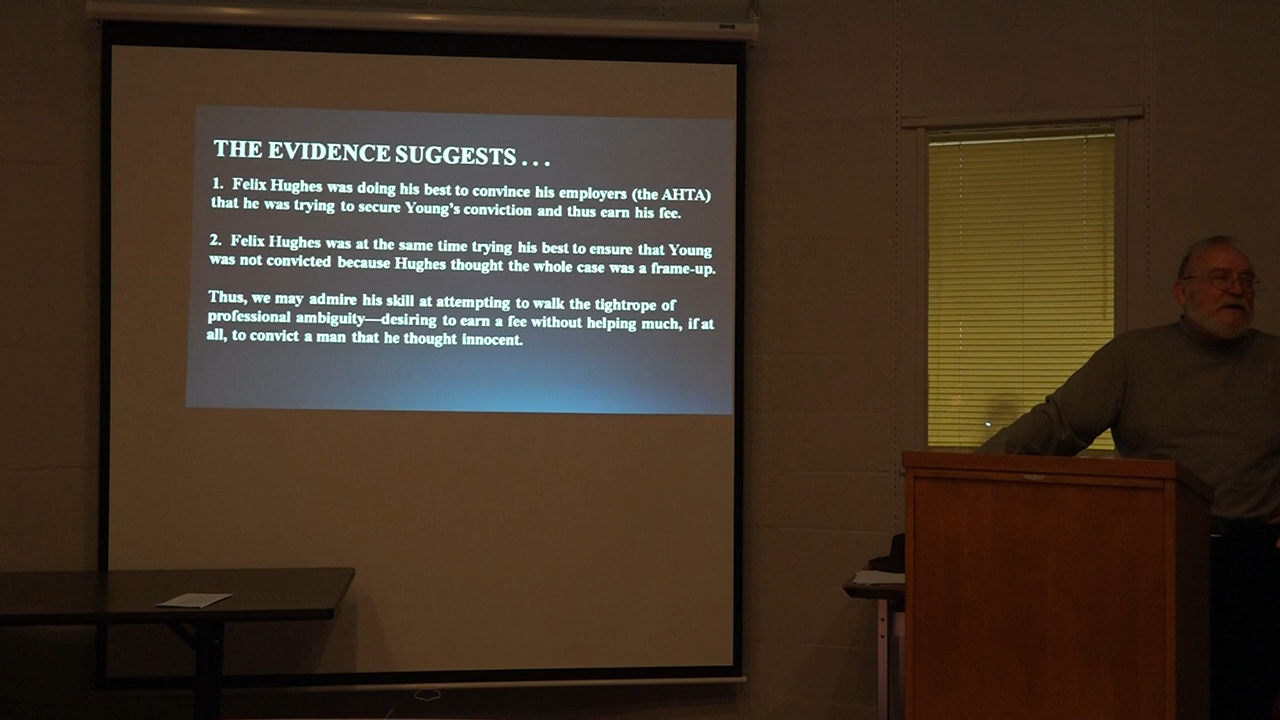 THE EVIDENCE SUGGESTS . . .
1. Felix Hughes was doing his best to convince his employers (the AHTA)
that he was trying to secure Young's conviction and thus earn his fee.
2. Felix Hughes was at the same time trying his best to ensure that Young
was not convicted because Hughes thought the whole case was a frame-up.
Thus, we may admire his skill at attempting to walk the tightrope of
professional ambiguity—desiring to earn a fee without helping much, if at
all, to convict a man that he thought innocent.